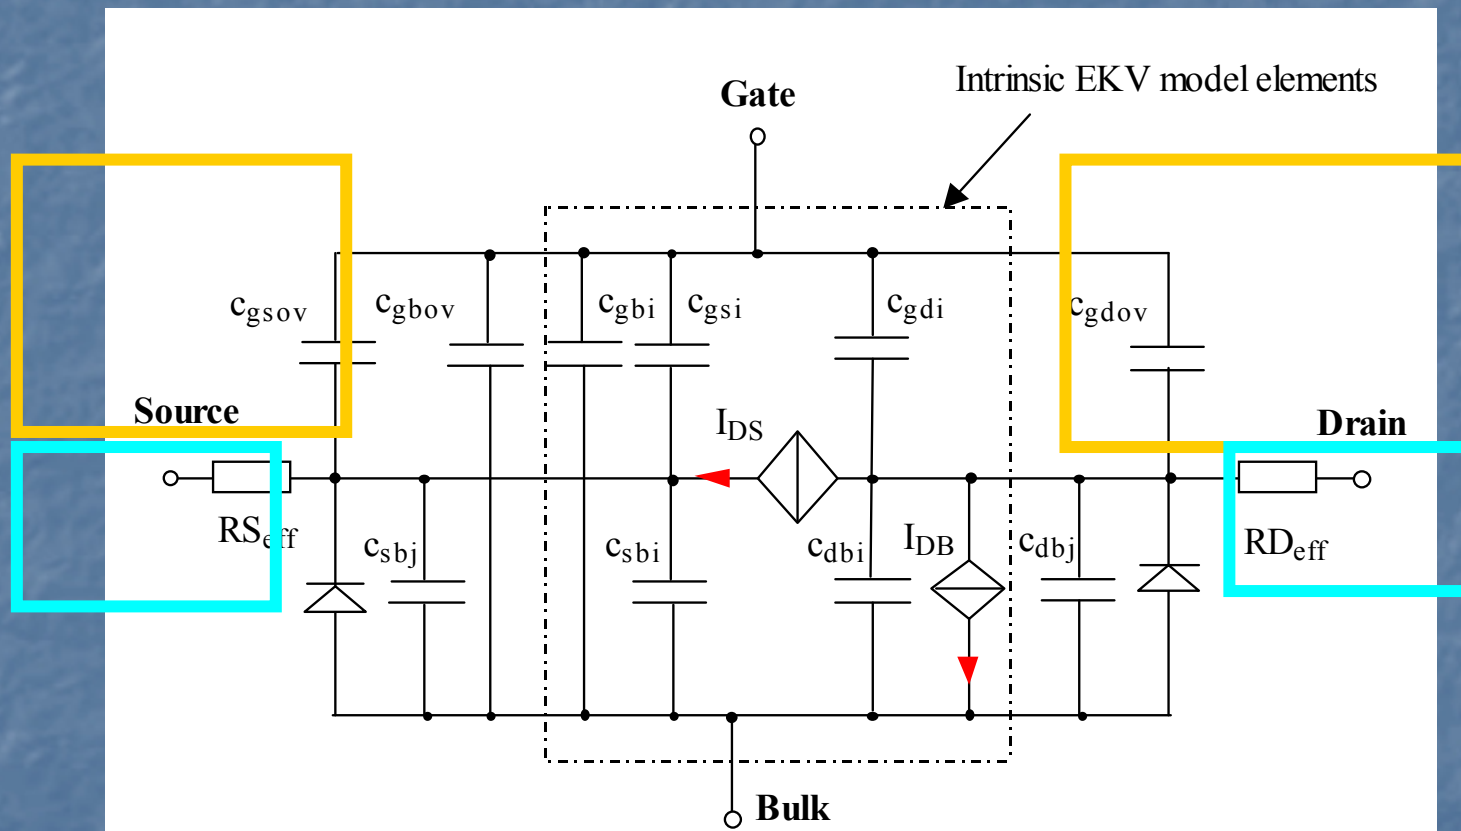 Intrinsic EKV model elements
Gate
cgsov
cgbov
cgbi
cgsi
cgdi
cgdov
Source
Drain
IDS
RSeff
csbj
csbi
cdbi
IDB
cdbj
RDeff
Bulk